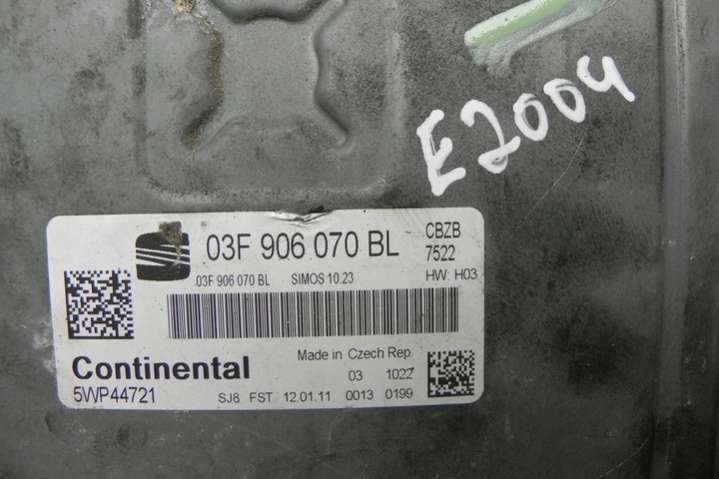 E2004
03F 906 070 BL
CBZB
7522
03F 906 070 BL SIMOS 10.23
HW: H03
Continental
Made in Czech Rep
03 1022
5WP44721
SJ8 FST 12.01.11 0013 0199